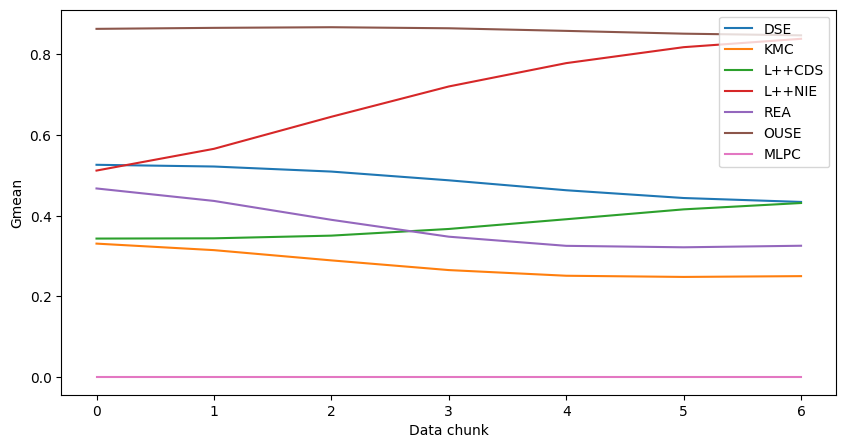 DSE
KMC
L++CDS
L++NIE
REA
OUSE
MLPC
Gmean
0.8
0.6
0.4
0.2
0.0
0 1 2 3 4 5 6
Data chunk